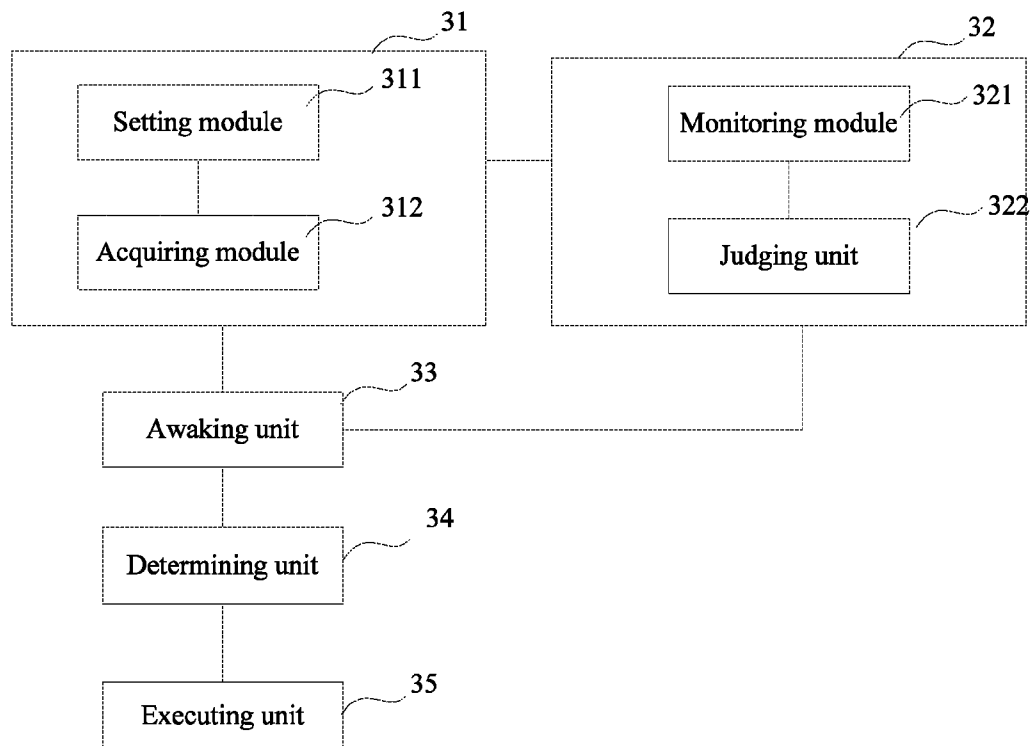 31
32
311
Setting module
321
Monitoring module
312
Acquiring module
322
Judging unit
33
Awaking unit
34
Determining unit
35
Executing unit